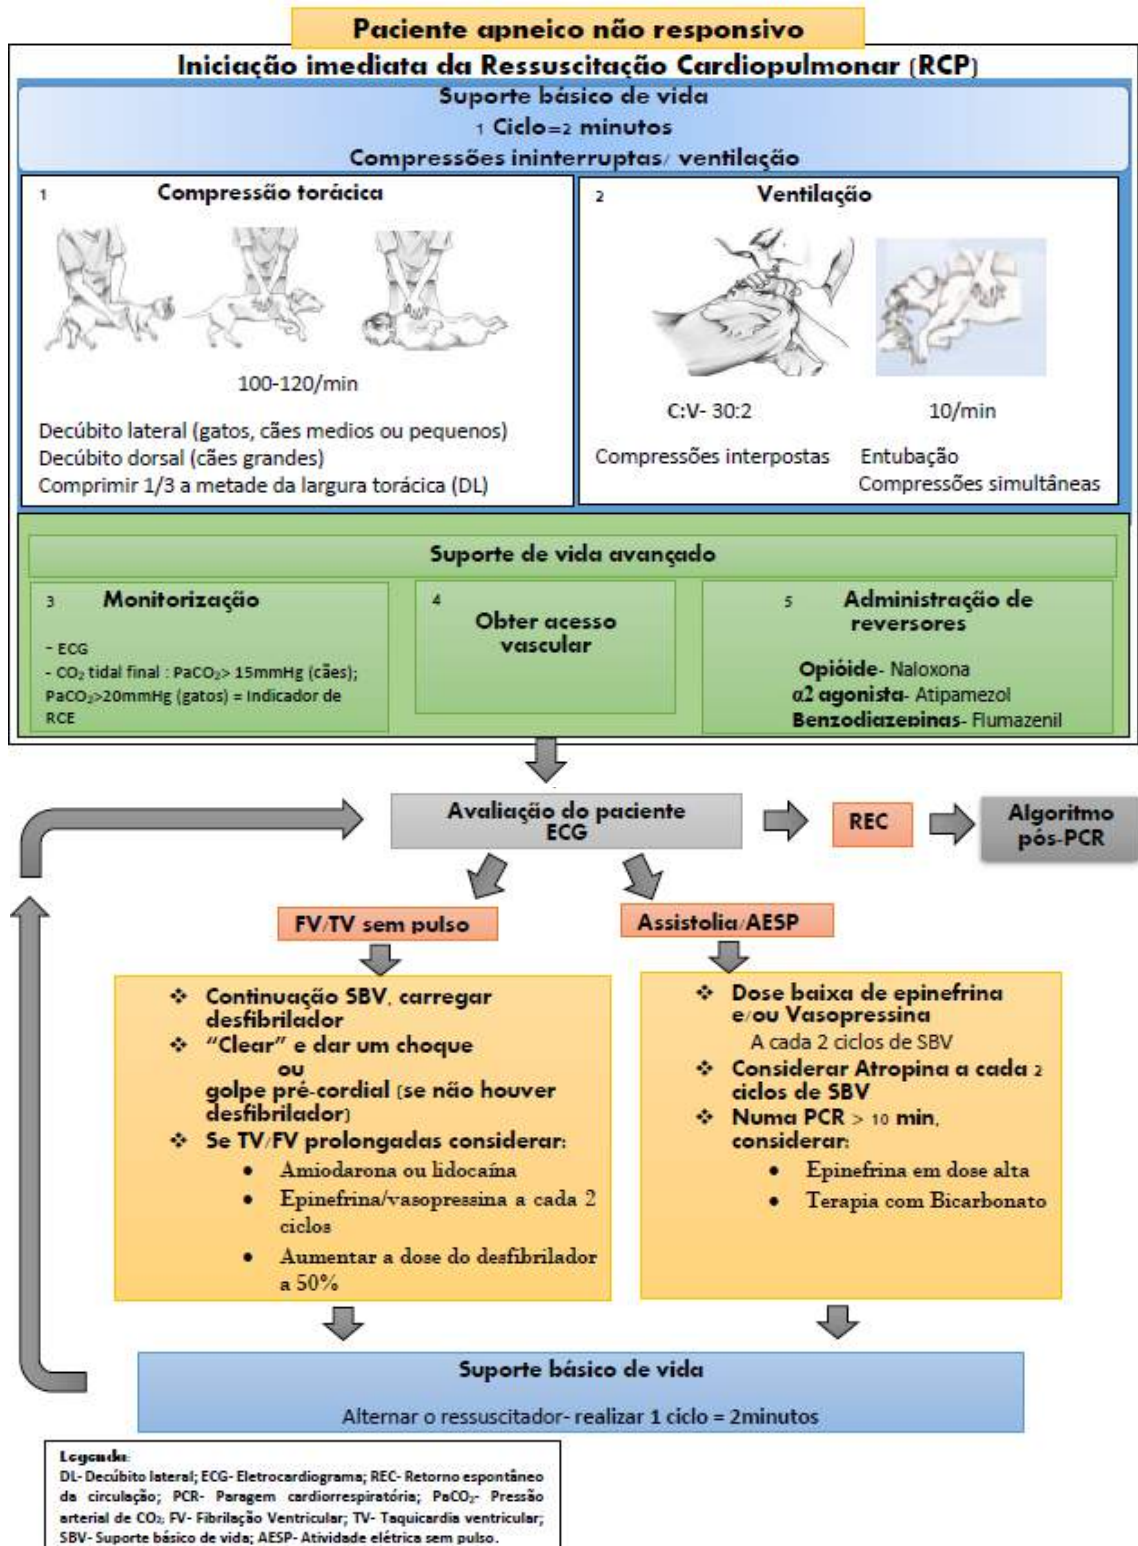 Paciente apneico não responsivo
Iniciação imediata da Ressuscitação Cardiopulmonar (RCP)
Suporte básico de vida
1 Ciclo=2 minutos
Compressões ininterruptas/ ventilação
1 Compressão torácica
100-120/min
Decúbito lateral (gatos, cães medios ou pequenos)
Decúbito dorsal (cães grandes)
Comprimir 1/3 a metade da largura torácica (DL)
2 Ventilação
C:V- 30:2
Compressões interpostas
10/min
Entubação
Compressões simultâneas
Suporte de vida avançado
3 Monitorização
- ECG
- CO₂ tidal final : PaCO₂> 15mmHg (cães);
PaCO₂>20mmHg (gatos) = Indicador de
RCE
4
Obter acesso
vascular
5 Administração de
reversores
Opióide- Naloxona
α2 agonista- Atipamezol
Benzodiazepinas- Flumazenil
Avaliação do paciente
ECG
REC
Algoritmo
pós-PCR
FV/TV sem pulso
❖ Continuação SBV, carregar
desfibrilador
❖ “Clear” e dar um choque
ou
golpe pré-cordial (se não houver
desfibrilador)
❖ Se TV/FV prolongadas considerar:
• Amiodarona ou lidocaína
• Epinefrina/vasopressina a cada 2
ciclos
• Aumentar a dose do desfibrilador
a 50%
Assistolia/AESP
❖ Dose baixa de epinefrina
e/ou Vasopressina
A cada 2 ciclos de SBV
❖ Considerar Atropina a cada 2
ciclos de SBV
❖ Numa PCR > 10 min,
considerar:
• Epinefrina em dose alta
• Terapia com Bicarbonato
Suporte básico de vida
Alternar o ressuscitador- realizar 1 ciclo = 2minutos
Legenda:
DL- Decúbito lateral; ECG- Eletrocardiograma; REC- Retorno espontâneo
da circulação; PCR- Paragem cardiorrespiratória; PaCO₂- Pressão
arterial de CO₂; FV- Fibrilação Ventricular; TV- Taquicardia ventricular;
SBV- Suporte básico de vida; AESP- Atividade elétrica sem pulso.